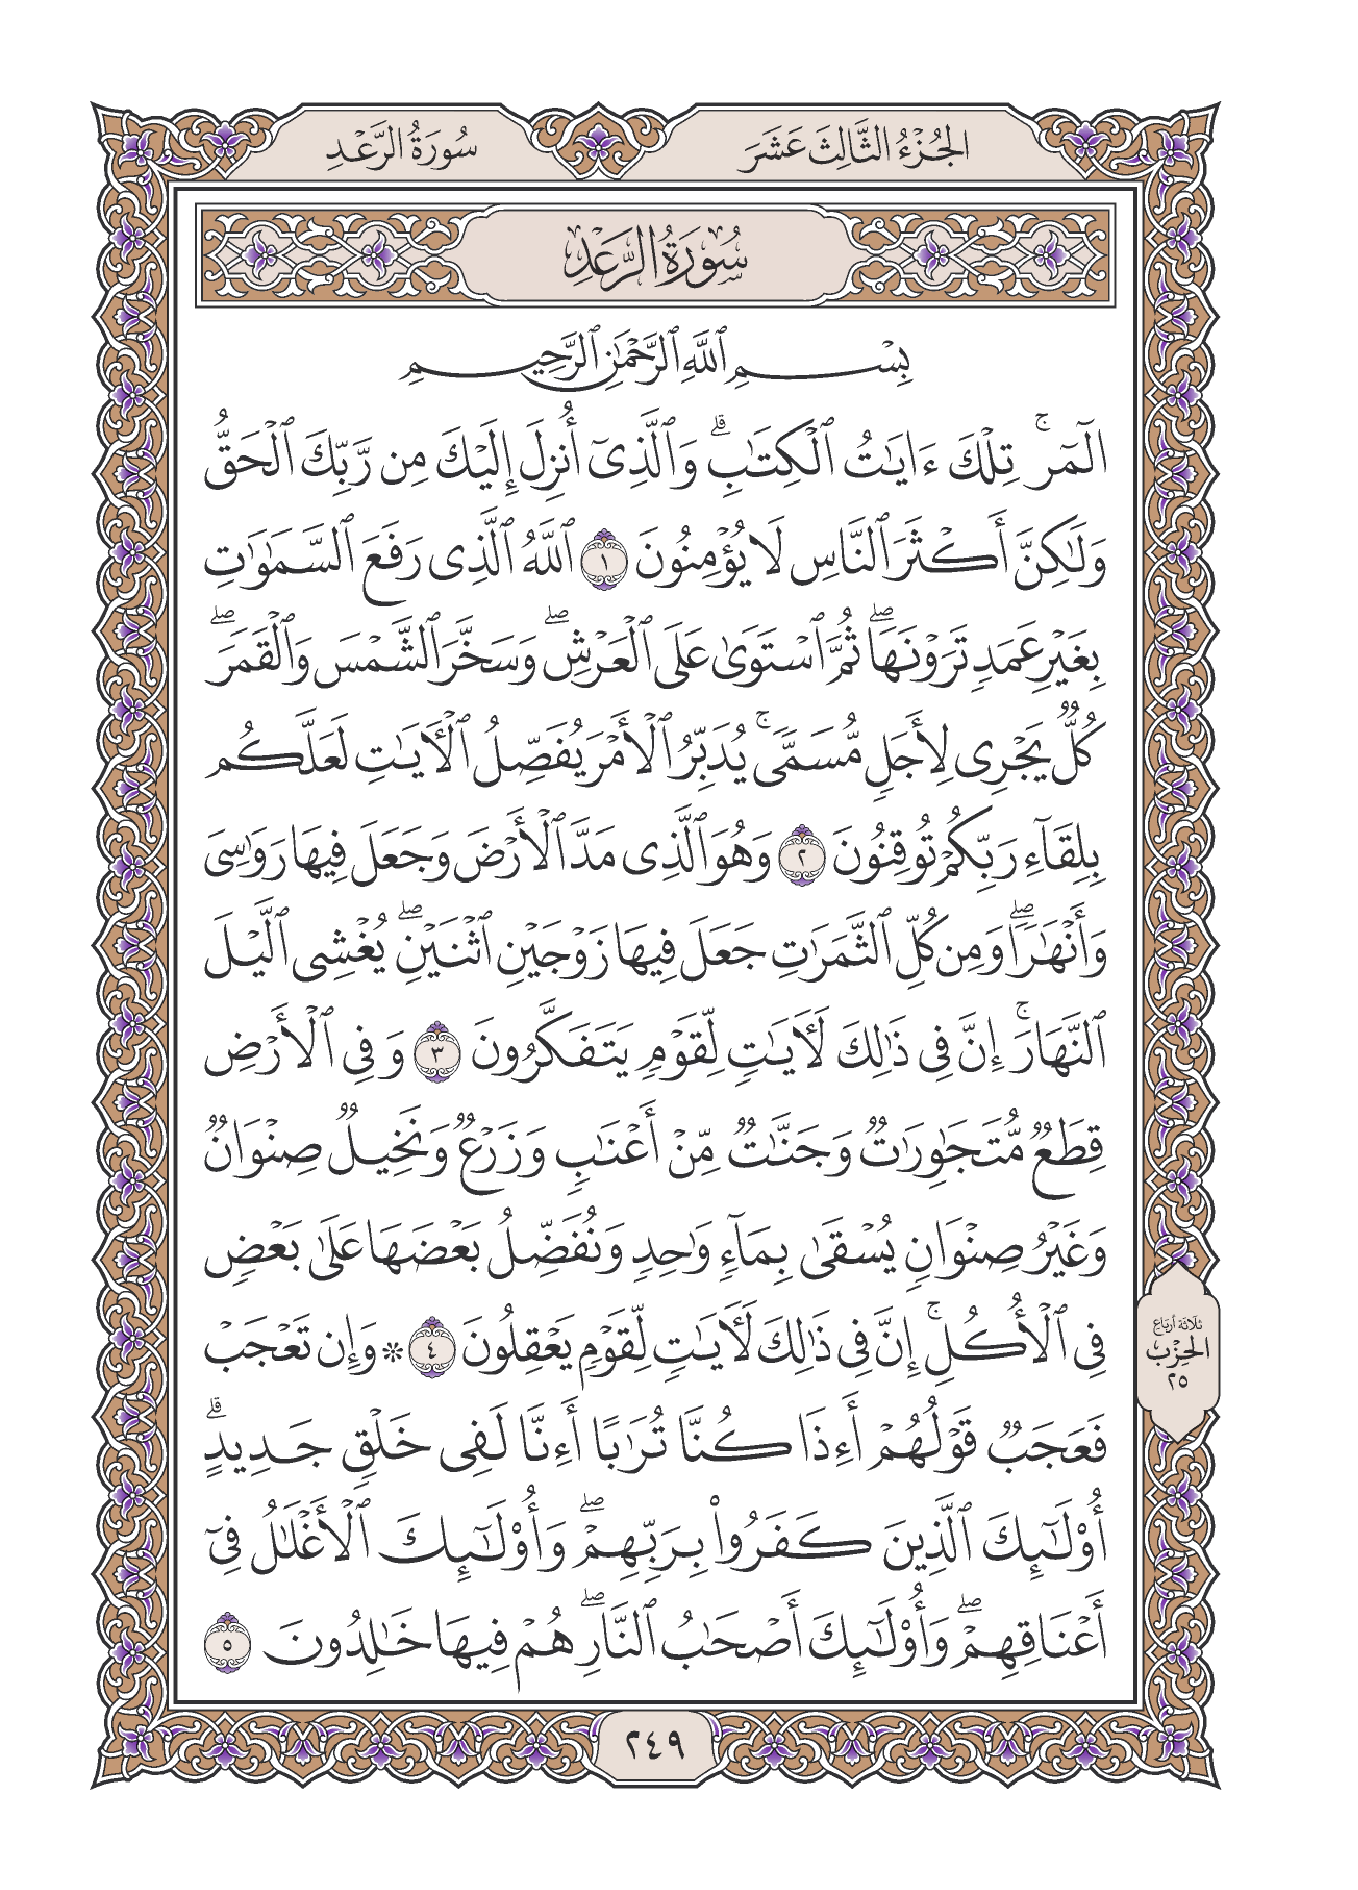 الجُزْءُ الثَّالِثَ عَشَرَ
سُورَةُ الرَّعْدِ
سُورَةُ الرَّعْدِ
بِسْمِ ٱللَّهِ ٱلرَّحْمَٰنِ ٱلرَّحِيمِ
الٓمٓرۚ تِلْكَ ءَايَٰتُ ٱلْكِتَٰبِۗ وَٱلَّذِىٓ أُنزِلَ إِلَيْكَ مِن رَّبِّكَ ٱلْحَقُّ
وَلَٰكِنَّ أَكْثَرَ ٱلنَّاسِ لَا يُؤْمِنُونَ ١ ٱللَّهُ ٱلَّذِى رَفَعَ ٱلسَّمَٰوَٰتِ
بِغَيْرِ عَمَدٍ تَرَوْنَهَاۖ ثُمَّ ٱسْتَوَىٰ عَلَى ٱلْعَرْشِۖ وَسَخَّرَ ٱلشَّمْسَ وَٱلْقَمَرَۖ
كُلٌّ يَجْرِى لِأَجَلٍ مُّسَمًّىۚ يُدَبِّرُ ٱلْأَمْرَ يُفَصِّلُ ٱلْءَايَٰتِ لَعَلَّكُم
بِلِقَآءِ رَبِّكُمْ تُوقِنُونَ ٢ وَهُوَ ٱلَّذِى مَدَّ ٱلْأَرْضَ وَجَعَلَ فِيهَا رَوَٰسِىَ
وَأَنْهَٰرًاۖ وَمِن كُلِّ ٱلثَّمَرَٰتِ جَعَلَ فِيهَا زَوْجَيْنِ ٱثْنَيْنِۖ يُغْشِى ٱلَّيْلَ
ٱلنَّهَارَۚ إِنَّ فِى ذَٰلِكَ لَءَايَٰتٍ لِّقَوْمٍ يَتَفَكَّرُونَ ٣ وَفِى ٱلْأَرْضِ
قِطَعٌ مُّتَجَٰوِرَٰتٌ وَجَنَّٰتٌ مِّنْ أَعْنَٰبٍ وَزَرْعٌ وَنَخِيلٌ صِنْوَانٌ
وَغَيْرُ صِنْوَانٍ يُسْقَىٰ بِمَآءٍ وَٰحِدٍ وَنُفَضِّلُ بَعْضَهَا عَلَىٰ بَعْضٍ
فِى ٱلْأُكُلِۚ إِنَّ فِى ذَٰلِكَ لَءَايَٰتٍ لِّقَوْمٍ يَعْقِلُونَ ٤ ۞ وَإِن تَعْجَبْ
فَعَجَبٌ قَوْلُهُمْ أَءِذَا كُنَّا تُرَٰبًا أَءِنَّا لَفِى خَلْقٍ جَدِيدٍۗ
أُو۟لَٰٓئِكَ ٱلَّذِينَ كَفَرُوا۟ بِرَبِّهِمْۖ وَأُو۟لَٰٓئِكَ ٱلْأَغْلَٰلُ فِىٓ
أَعْنَاقِهِمْۖ وَأُو۟لَٰٓئِكَ أَصْحَٰبُ ٱلنَّارِۖ هُمْ فِيهَا خَٰلِدُونَ ٥
ثلاثة أرباع
الحِزْب
٢٥
٢٤٩